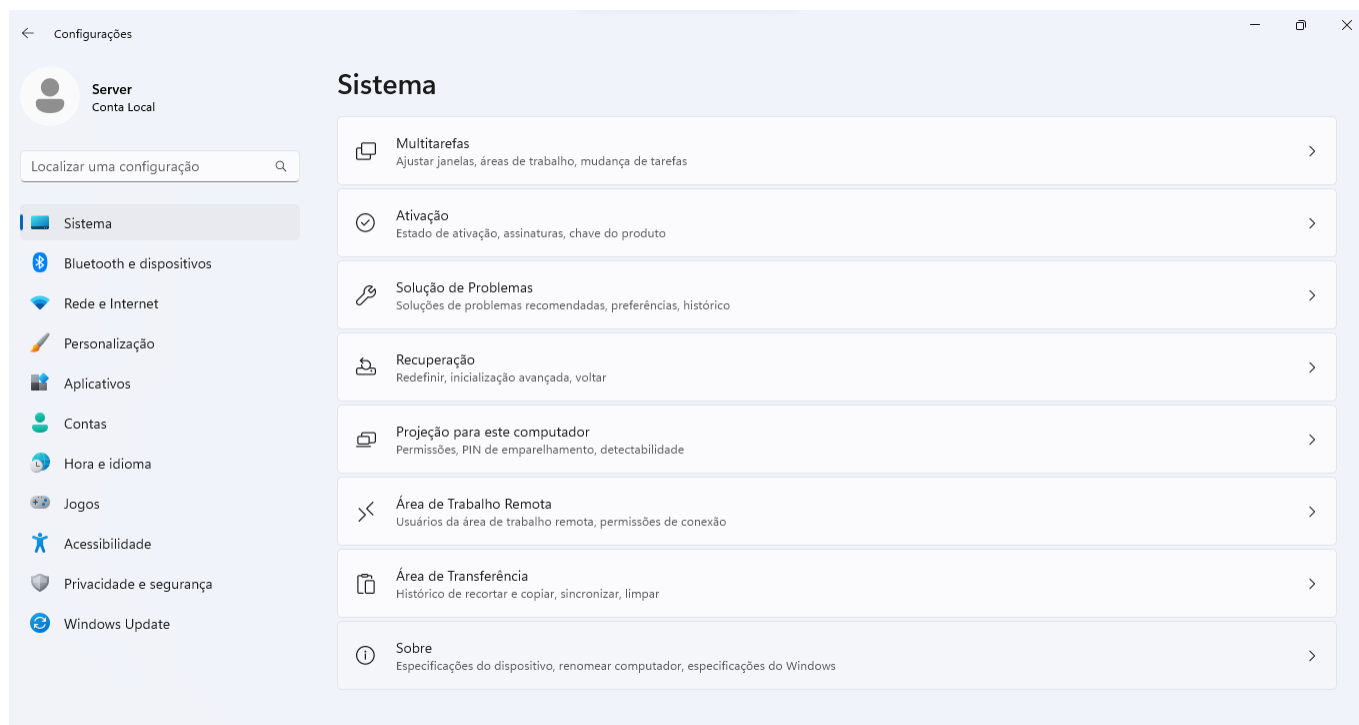 Configurações
Server
Conta Local
Localizar uma configuração
Sistema
Bluetooth e dispositivos
Rede e Internet
Personalização
Aplicativos
Contas
Hora e idioma
Jogos
Acessibilidade
Privacidade e segurança
Windows Update
Sistema
Multitarefas
Ajustar janelas, áreas de trabalho, mudança de tarefas
Ativação
Estado de ativação, assinaturas, chave do produto
Solução de Problemas
Soluções de problemas recomendadas, preferências, histórico
Recuperação
Redefinir, inicialização avançada, voltar
Projeção para este computador
Permissões, PIN de emparelhamento, detectabilidade
Área de Trabalho Remota
Usuários da área de trabalho remota, permissões de conexão
Área de Transferência
Histórico de recortar e copiar, sincronizar, limpar
Sobre
Especificações do dispositivo, renomear computador, especificações do Windows